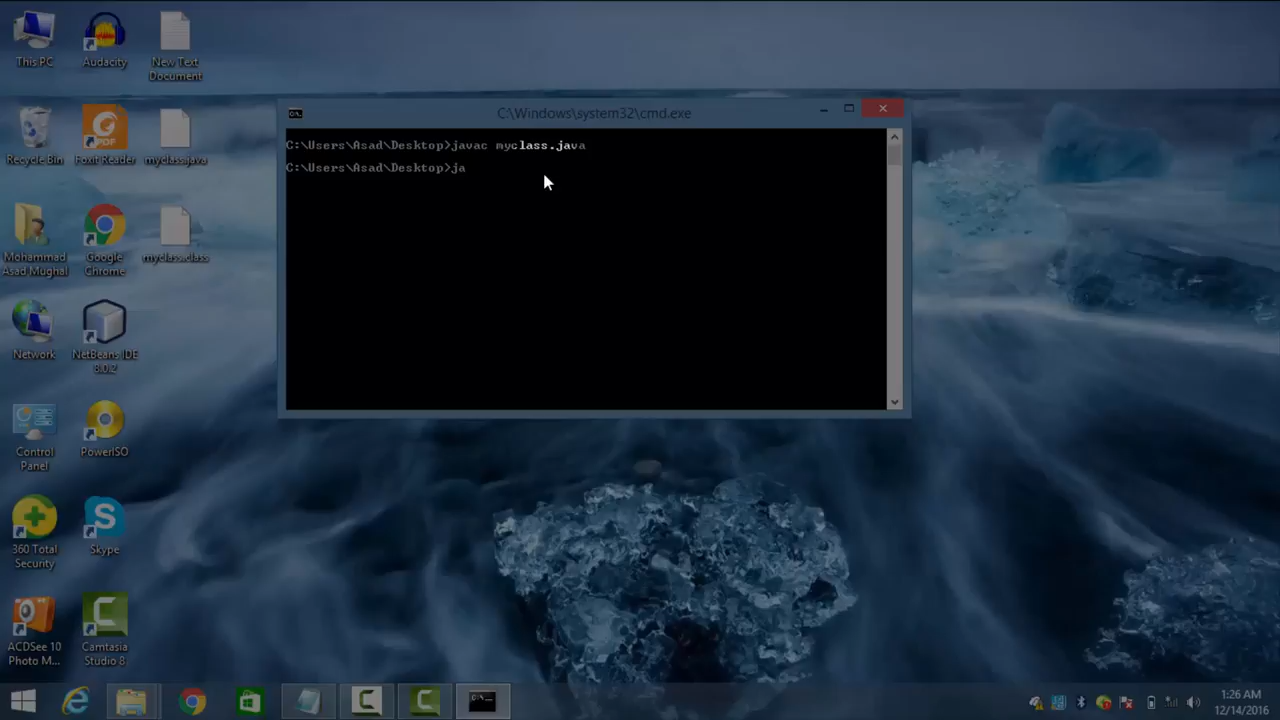 This PC
Audacity
New Text
Document
C:\Windows\system32\cmd.exe
C:\Users\Asad\Desktop>javac myclass.java
C:\Users\Asad\Desktop>ja
Recycle Bin
Foxit Reader
myclass.java
Mohammad
Asad Mughal
Google
Chrome
myclass.class
Network
NetBeans IDE
8.0.2
Control
Panel
PowerISO
360 Total
Security
Skype
ACDSee 10
Photo M...
Camtasia
Studio 8
1:26 AM
12/14/2016